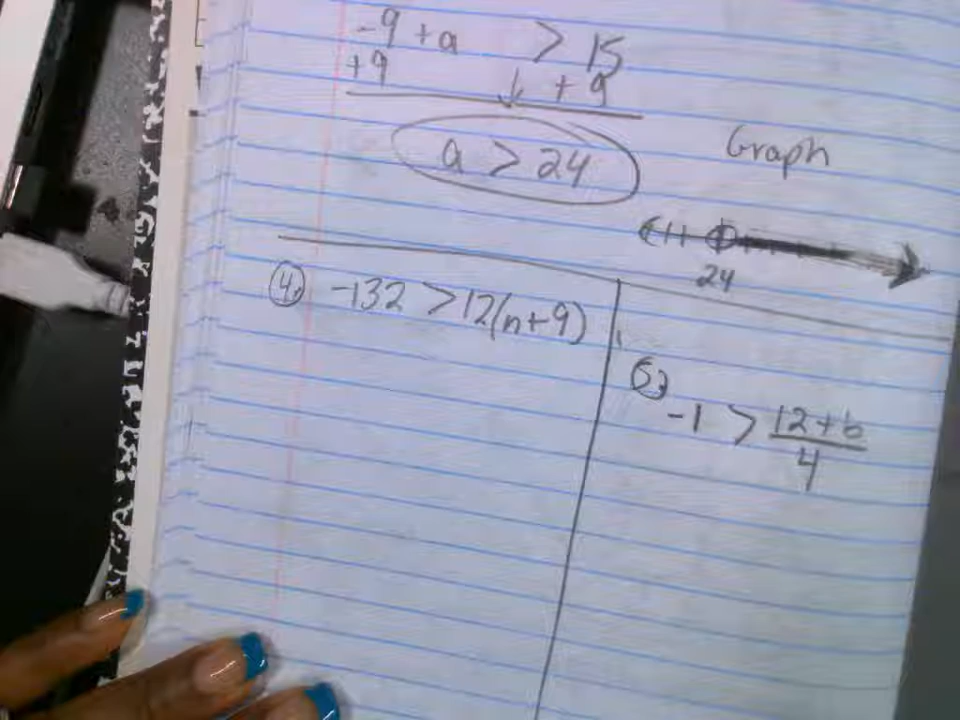 -9 + a > 15
+9 ↓ + 9
a > 24
Graph
24
4. -132 > 12(n+9)
5. -1 > 12+b
4